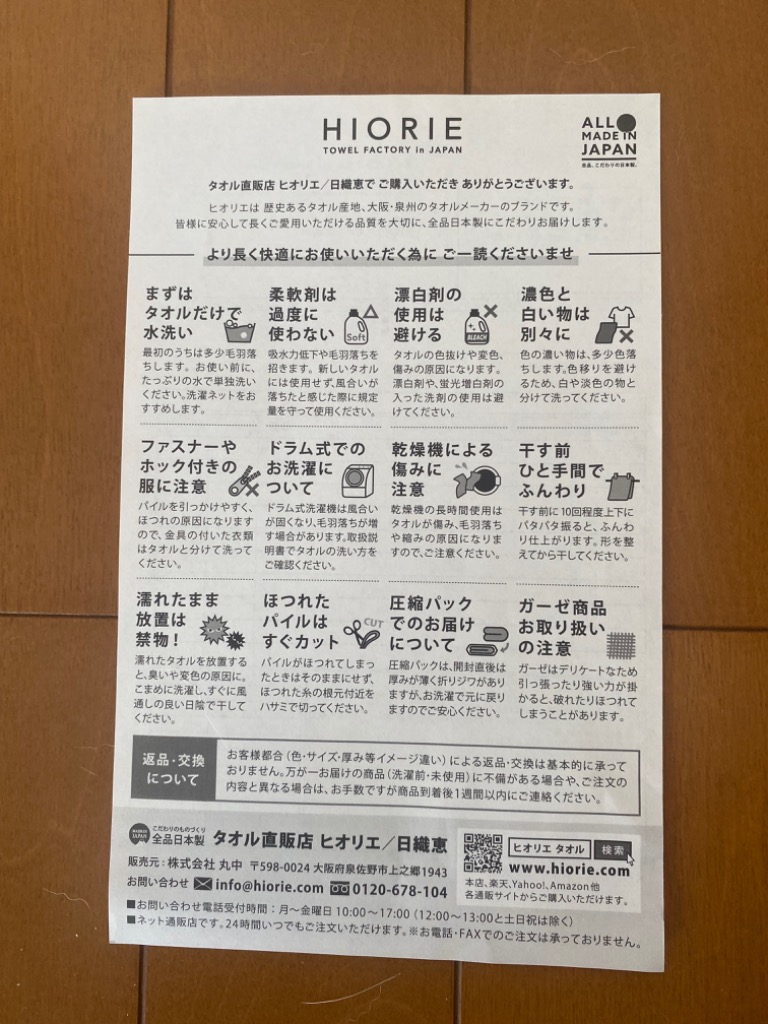 HIORIE
TOWEL FACTORY in JAPAN
ALL
MADE IN
JAPAN
全品、こだわりの日本製。
タオル直販店 ヒオリエ／日織恵で ご購入いただき ありがとうございます。
ヒオリエは 歴史あるタオル産地、大阪・泉州のタオルメーカーのブランドです。
皆様に安心して長くご愛用いただける品質を大切に、全品日本製にこだわりお届けします。
より長く快適にお使いいただく為に ご一読くださいませ
まずは
タオルだけで
水洗い
最初のうちは多少毛羽落
ちします。お使い前に、
たっぷりの水で単独洗い
ください。洗濯ネットをお
すすめします。
柔軟剤は
過度に
使わない
Soft
吸水力低下や毛羽落ちを
招きます。新しいタオル
には使用せず、風合いが
落ちたと感じた際に規定
量を守って使用ください。
漂白剤の
使用は
避ける
BLEACH
タオルの色抜けや変色、
傷みの原因になります。
漂白剤や、蛍光増白剤の
入った洗剤の使用は避
けてください。
濃色と
白い物は
別々に
色の濃い物は、多少色落
ちします。色移りを避け
るため、白や淡色の物と
分けて洗ってください。
ファスナーや
ホック付きの
服に注意
パイルを引っかけやすく、
ほつれの原因になります
ので、金具の付いた衣類
はタオルと分けて洗って
ください。
ドラム式での
お洗濯に
ついて
ドラム式洗濯機は風合い
が固くなり、毛羽落ちが増
す場合があります。取扱説
明書でタオルの洗い方を
ご確認ください。
乾燥機による
傷みに
注意
乾燥機の長時間使用は
タオルが傷み、毛羽落ち
や縮みの原因になりま
すので、ご注意ください。
干す前
ひと手間で
ふんわり
干す前に10回程度上下に
パタパタ振ると、ふんわ
り仕上がります。形を整
えてから干してください。
濡れたまま
放置は
禁物！
濡れたタオルを放置する
と、臭いや変色の原因に。
こまめに洗濯し、すぐに風
通しの良い日陰で干して
ください。
ほつれた
パイルは
すぐカット
CUT
パイルがほつれてしまっ
たときはそのままにせず、
ほつれた糸の根元付近を
ハサミで切ってください。
圧縮パック
でのお届け
について
圧縮パックは、開封直後は
厚みが薄く折りジワがあり
ますが、お洗濯で元に戻り
ますのでご安心ください。
ガーゼ商品
お取り扱い
の注意
ガーゼはデリケートなため
引っ張ったり強い力が掛
かると、破れたりほつれて
しまうことがあります。
返品・交換
について
お客様都合（色・サイズ・厚み等イメージ違い）による返品・交換は基本的に承って
おりません。万が一お届けの商品（洗濯前・未使用）に不備がある場合や、ご注文の
内容と異なる場合は、お手数ですが商品到着後1週間以内にご連絡ください。
MADE IN JAPAN
こだわりのものづくり
全品日本製
タオル直販店 ヒオリエ／日織恵
販売元：株式会社 丸中 〒598-0024 大阪府泉佐野市上之郷1943
お問い合わせ info@hiorie.com 0120-678-104
ヒオリエ タオル 検索
www.hiorie.com
本店、楽天、Yahoo!、Amazon他
各通販サイトからご購入いただけます。
■お問い合わせ電話受付時間：月～金曜日 10:00～17:00（12:00～13:00と土日祝は除く）
■ネット通販店です。24時間いつでもご注文いただけます。※お電話・FAXでのご注文は承っておりません。